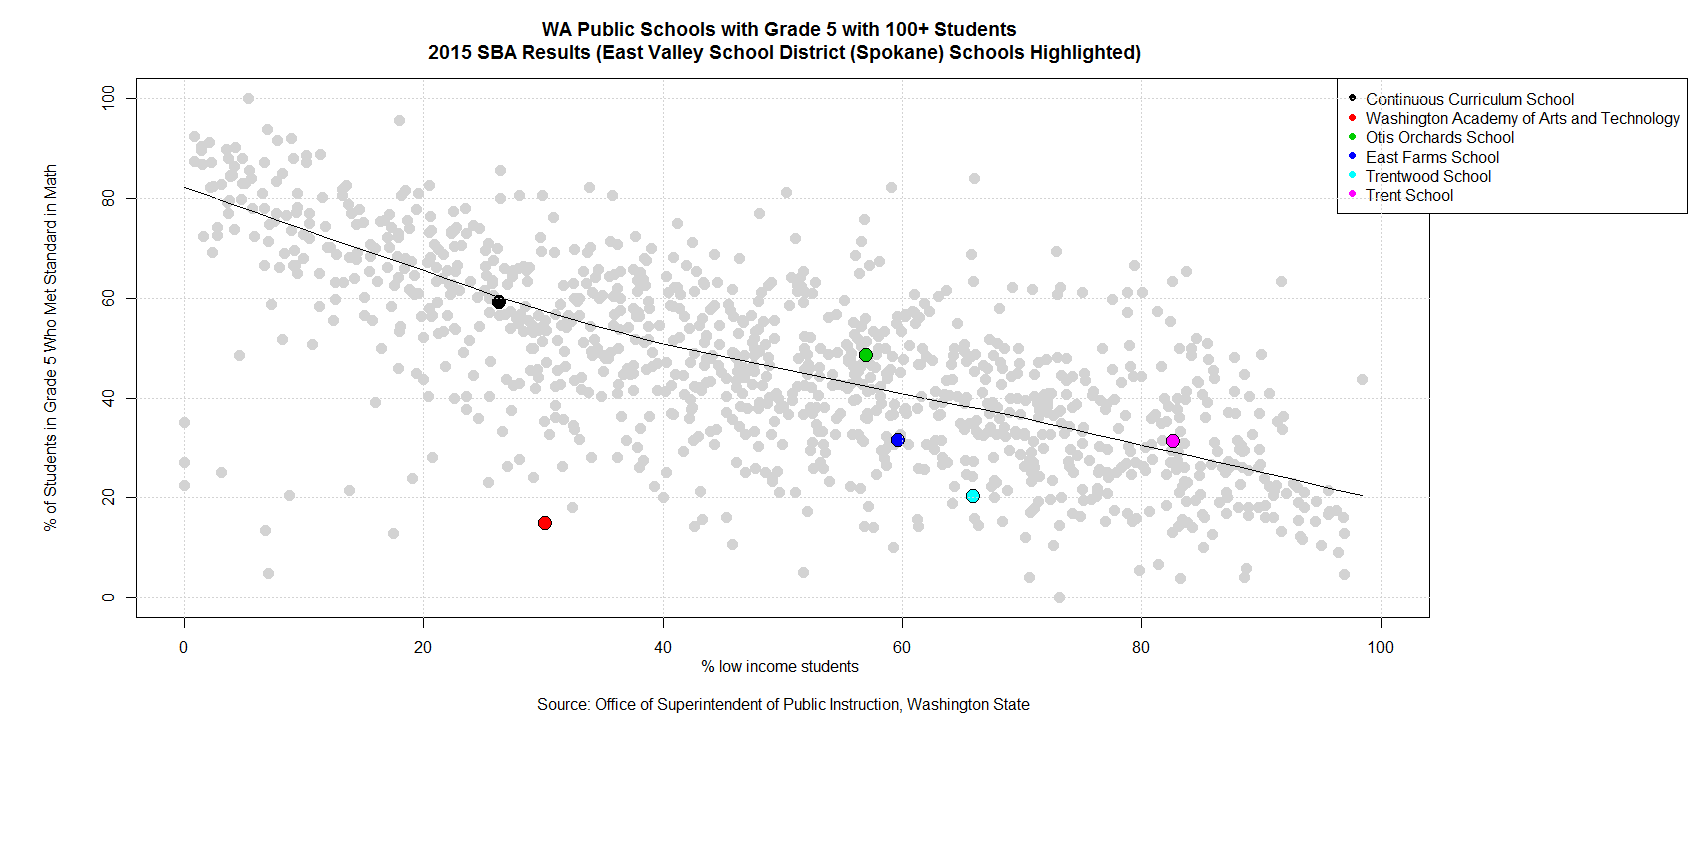 WA Public Schools with Grade 5 with 100+ Students
2015 SBA Results (East Valley School District (Spokane) Schools Highlighted)
Continuous Curriculum School
Washington Academy of Arts and Technology
Otis Orchards School
East Farms School
Trentwood School
Trent School
% of Students in Grade 5 Who Met Standard in Math
100
80
60
40
20
0
0 20 40 60 80 100
% low income students
Source: Office of Superintendent of Public Instruction, Washington State